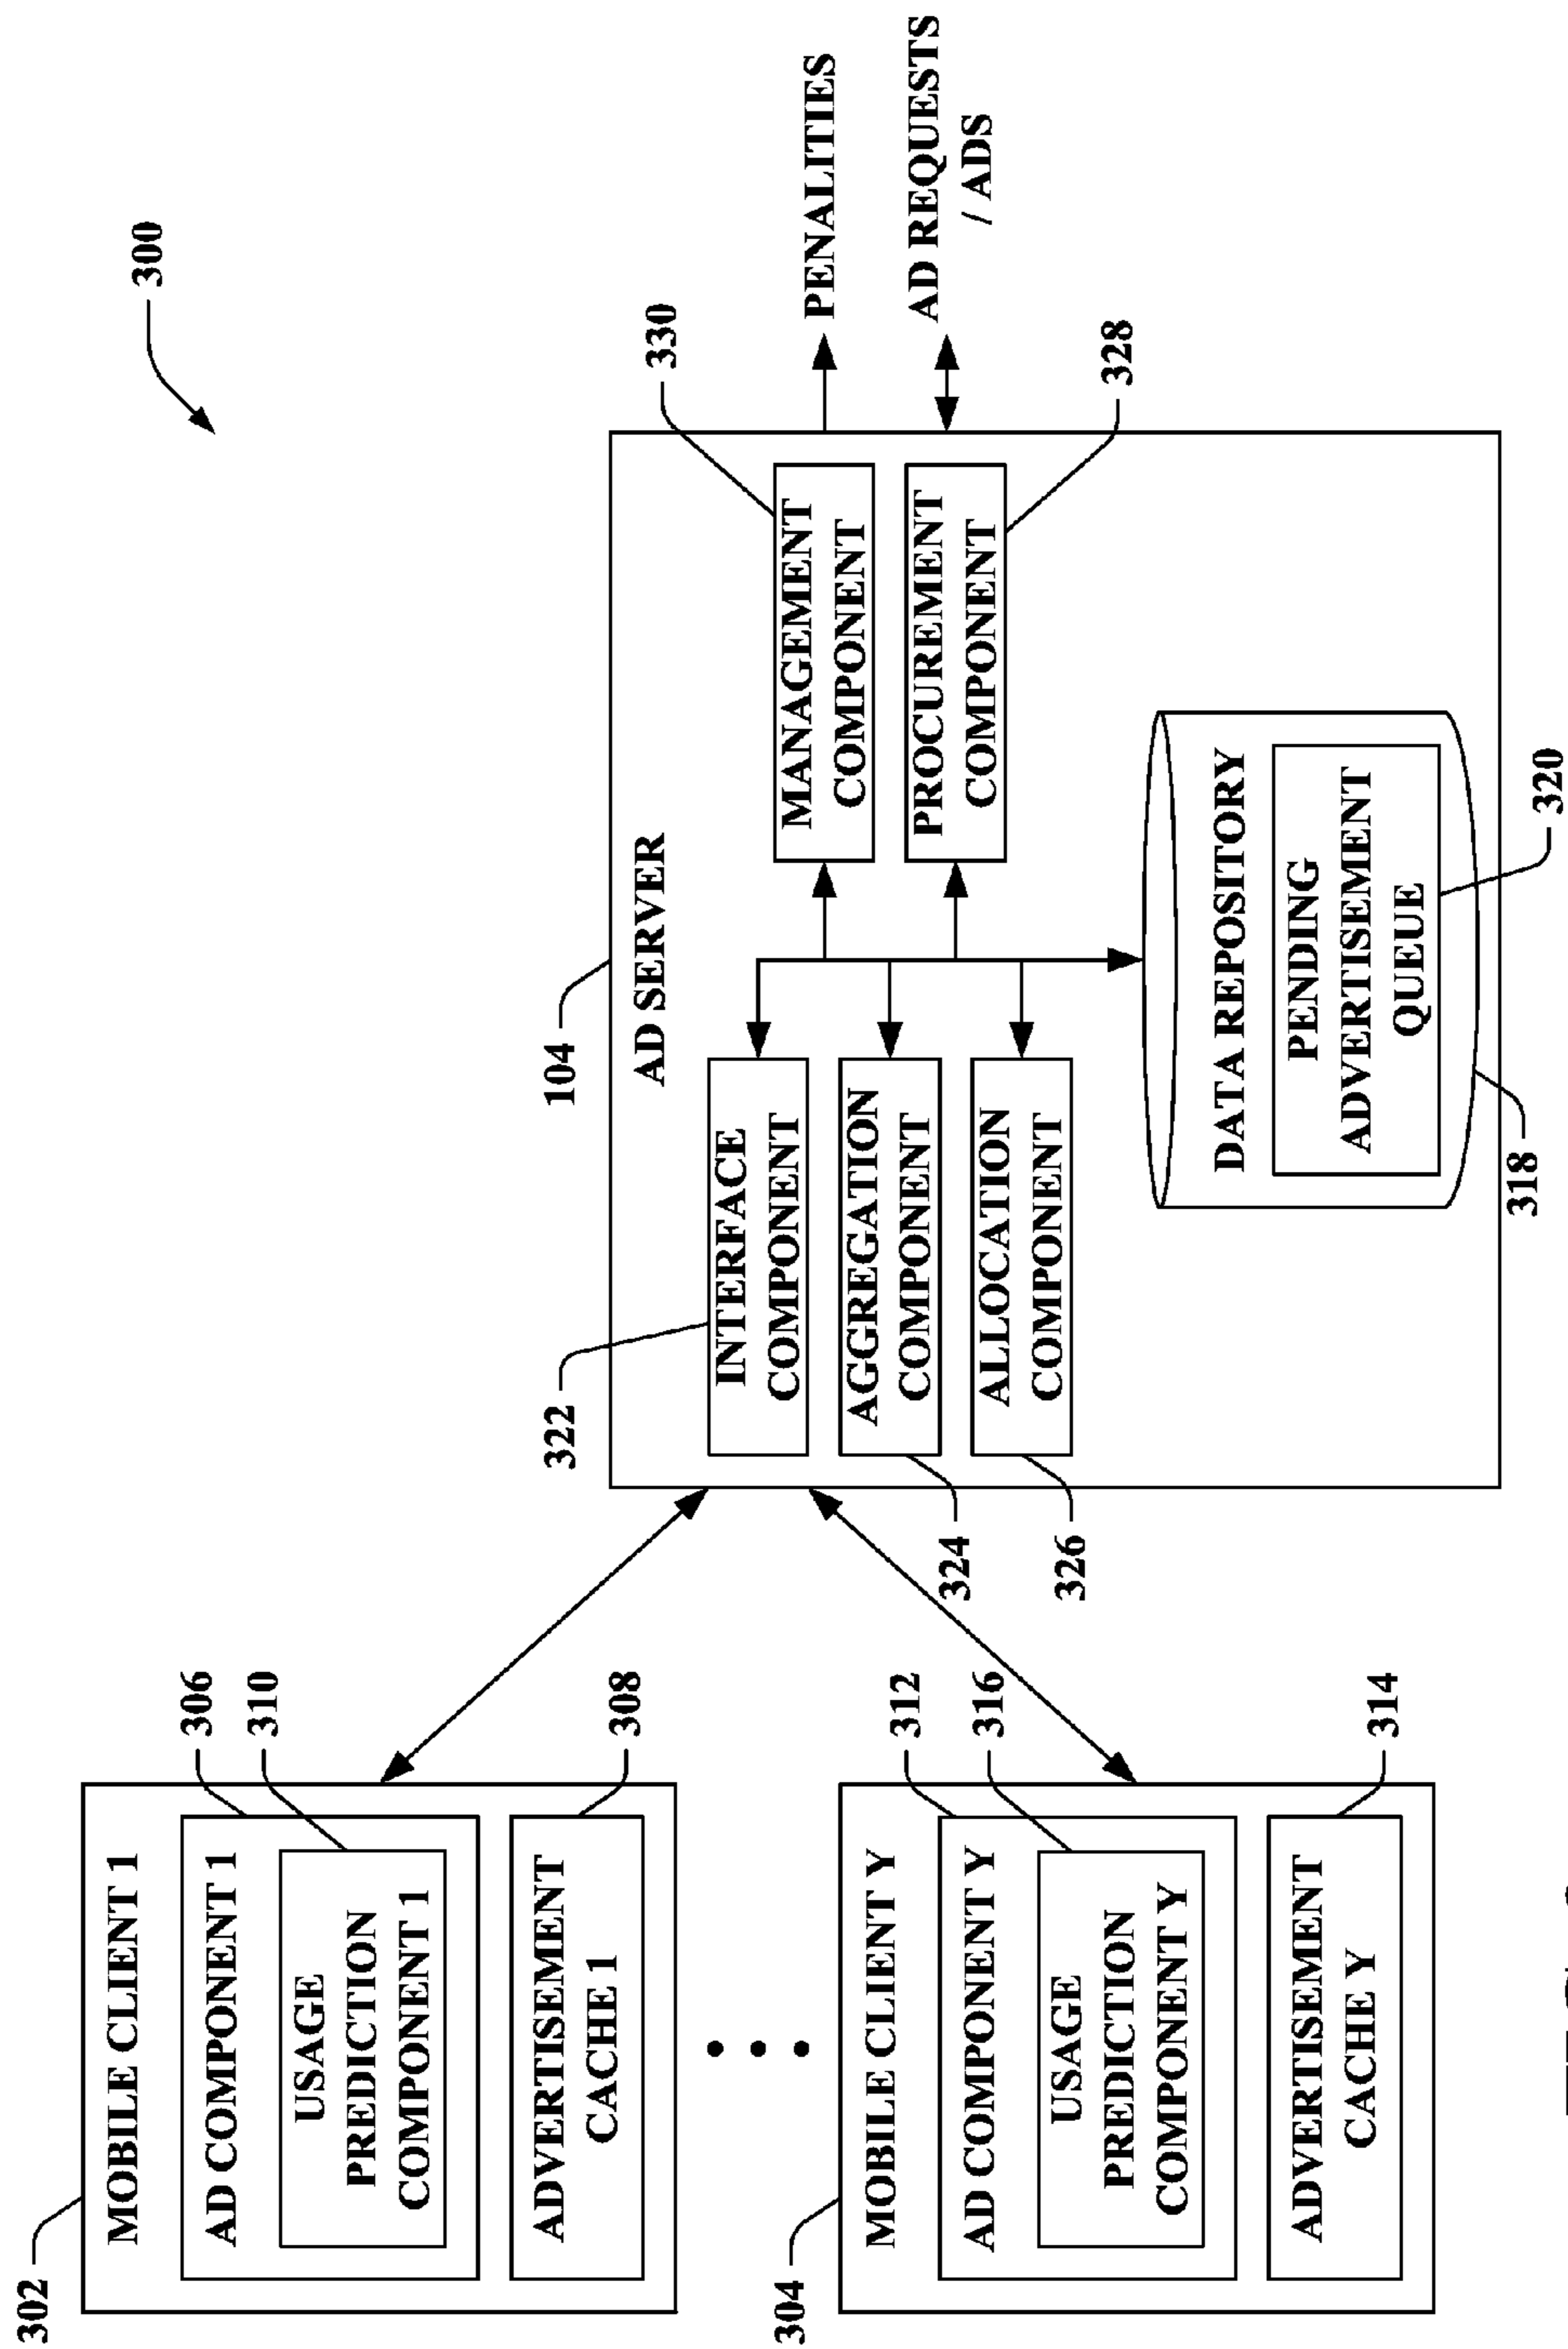 300
302
MOBILE CLIENT 1
306
AD COMPONENT 1
310
USAGE
PREDICTION
COMPONENT 1
308
ADVERTISEMENT
CACHE 1
304
MOBILE CLIENT Y
312
AD COMPONENT Y
316
USAGE
PREDICTION
COMPONENT Y
314
ADVERTISEMENT
CACHE Y
104
AD SERVER
322
INTERFACE
COMPONENT
324
AGGREGATION
COMPONENT
326
ALLOCATION
COMPONENT
330
MANAGEMENT
COMPONENT
328
PROCUREMENT
COMPONENT
PENALITIES
AD REQUESTS
/ ADS
DATA REPOSITORY
PENDING
ADVERTISEMENT
QUEUE
318
320